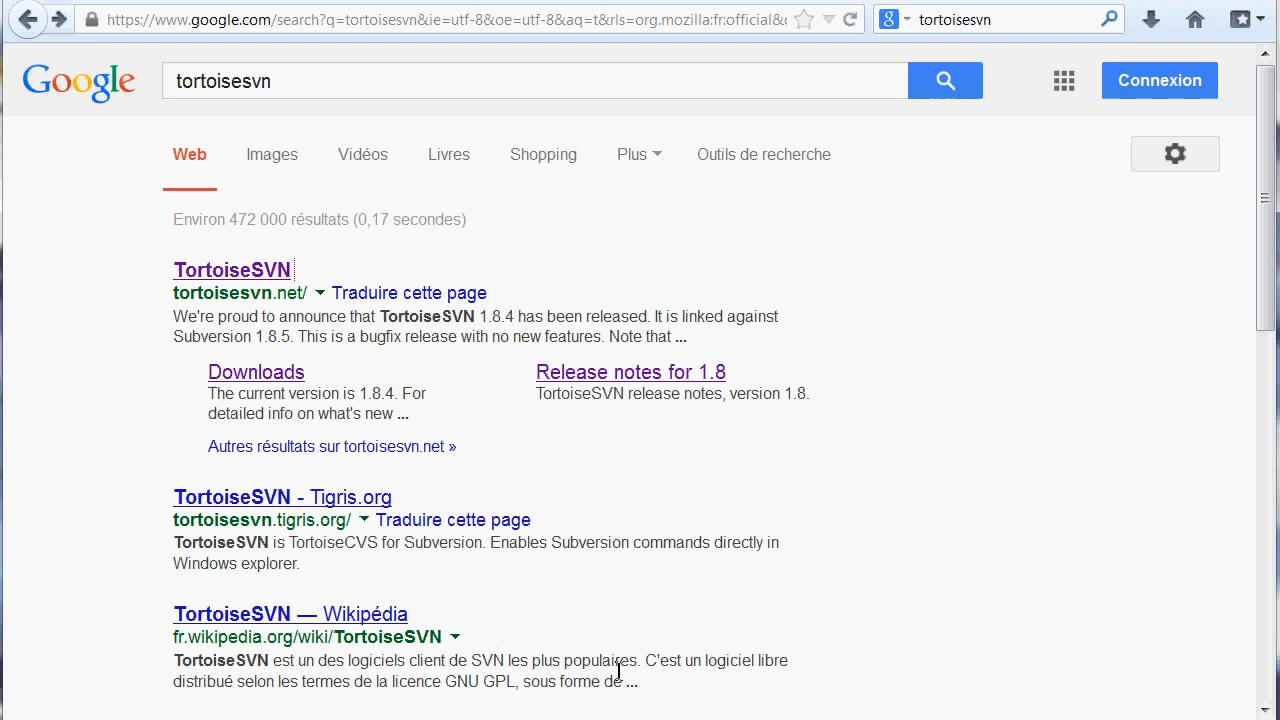 https://www.google.com/search?q=tortoisesvn&ie=utf-8&oe=utf-8&aq=t&rls=org.mozilla:fr:official&
tortoisesvn
Google
tortoisesvn
Connexion
Web Images Vidéos Livres Shopping Plus Outils de recherche
Environ 472 000 résultats (0,17 secondes)
TortoiseSVN
tortoisesvn.net/ Traduire cette page
We're proud to announce that TortoiseSVN 1.8.4 has been released. It is linked against
Subversion 1.8.5. This is a bugfix release with no new features. Note that ...
Downloads
The current version is 1.8.4. For
detailed info on what's new ...
Release notes for 1.8
TortoiseSVN release notes, version 1.8.
Autres résultats sur tortoisesvn.net »
TortoiseSVN - Tigris.org
tortoisesvn.tigris.org/ Traduire cette page
TortoiseSVN is TortoiseCVS for Subversion. Enables Subversion commands directly in
Windows explorer.
TortoiseSVN — Wikipédia
fr.wikipedia.org/wiki/TortoiseSVN
TortoiseSVN est un des logiciels client de SVN les plus populaires. C'est un logiciel libre
distribué selon les termes de la licence GNU GPL, sous forme de ...